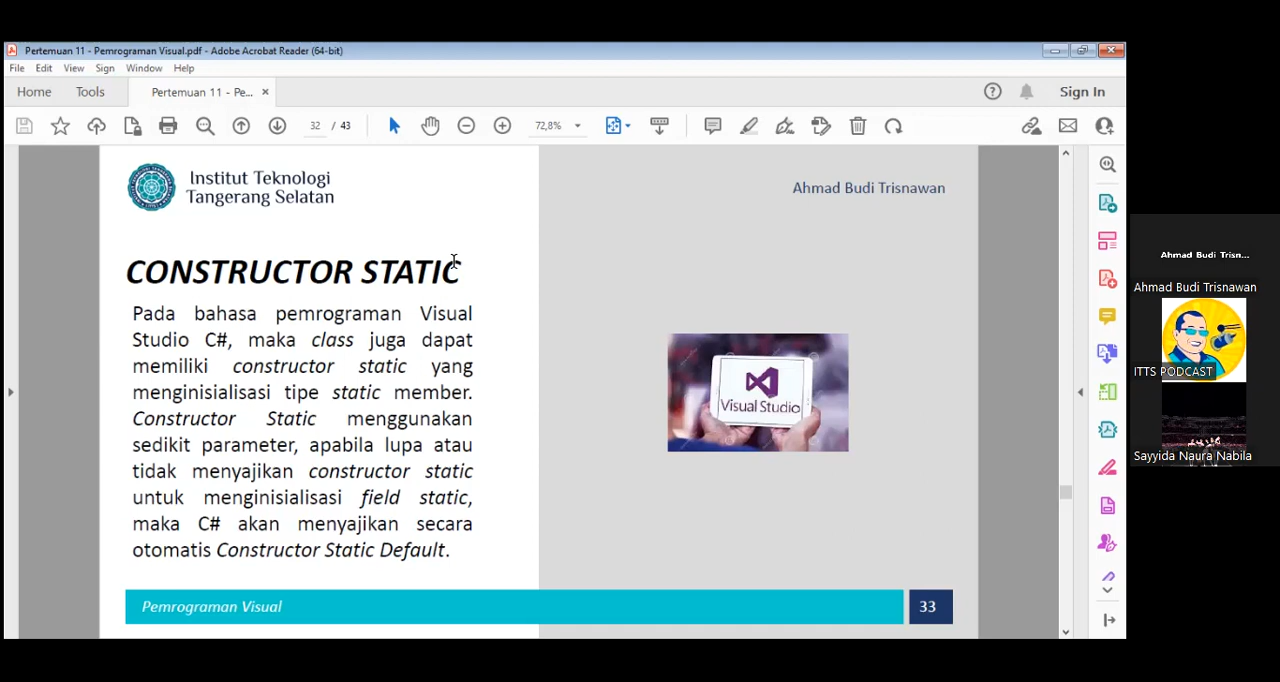 Pertemuan 11 - Pemrograman Visual.pdf - Adobe Acrobat Reader (64-bit)
File Edit View Sign Window Help
Home Tools Pertemuan 11 - Pe... × Sign In
32 / 43 72,8%
Institut Teknologi
Tangerang Selatan
Ahmad Budi Trisnawan
CONSTRUCTOR STATIC
Pada bahasa pemrograman Visual
Studio C#, maka class juga dapat
memiliki constructor static yang
menginisialisasi tipe static member.
Constructor Static menggunakan
sedikit parameter, apabila lupa atau
tidak menyajikan constructor static
untuk menginisialisasi field static,
maka C# akan menyajikan secara
otomatis Constructor Static Default.
Visual Studio
Pemrograman Visual
33
Ahmad Budi Trisn...
Ahmad Budi Trisnawan
ITTS PODCAST
Sayyida Naura Nabila